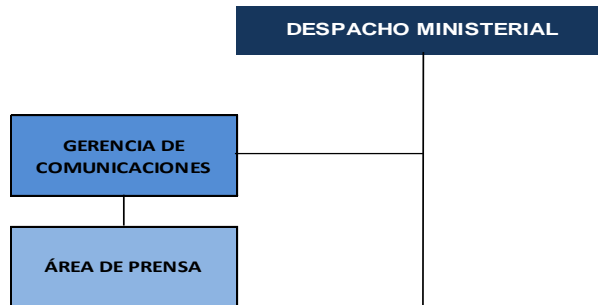 DESPACHO MINISTERIAL
GERENCIA DE
COMUNICACIONES
ÁREA DE PRENSA